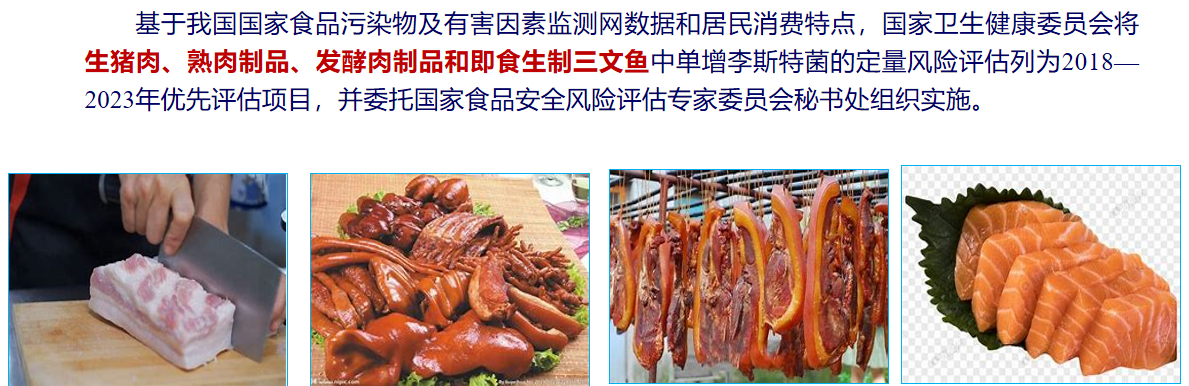 基于我国国家食品污染物及有害因素监测网数据和居民消费特点，国家卫生健康委员会将
生猪肉、熟肉制品、发酵肉制品和即食生制三文鱼中单增李斯特菌的定量风险评估列为2018—
2023年优先评估项目，并委托国家食品安全风险评估专家委员会秘书处组织实施。